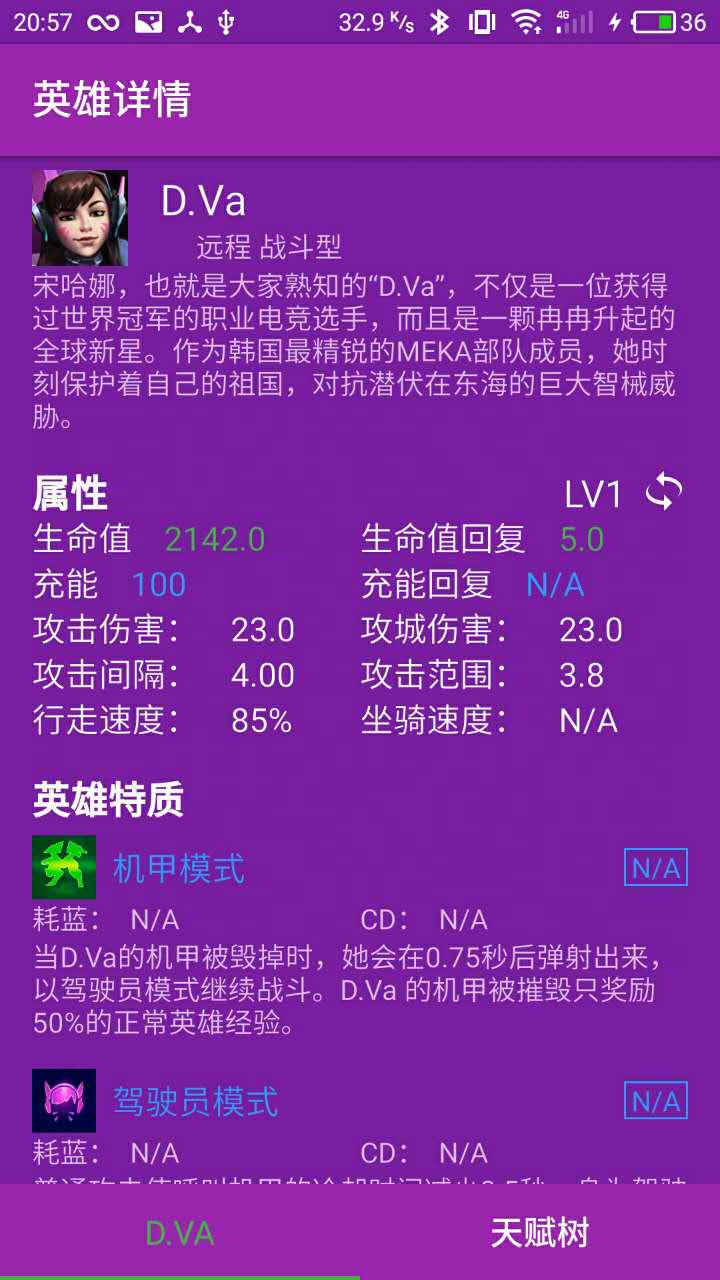 20:57 32.9 K/s 4G 36
英雄详情
D.Va
远程 战斗型
宋哈娜，也就是大家熟知的“D.Va”，不仅是一位获得
过世界冠军的职业电竞选手，而且是一颗冉冉升起的
全球新星。作为韩国最精锐的MEKA部队成员，她时
刻保护着自己的祖国，对抗潜伏在东海的巨大智械威
胁。
属性 LV1
生命值 2142.0 生命值回复 5.0
充能 100 充能回复 N/A
攻击伤害： 23.0 攻城伤害： 23.0
攻击间隔： 4.00 攻击范围： 3.8
行走速度： 85% 坐骑速度： N/A
英雄特质
机甲模式 N/A
耗蓝： N/A CD： N/A
当D.Va的机甲被毁掉时，她会在0.75秒后弹射出来，
以驾驶员模式继续战斗。D.Va 的机甲被摧毁只奖励
50%的正常英雄经验。
驾驶员模式 N/A
耗蓝： N/A CD： N/A
D.VA 天赋树